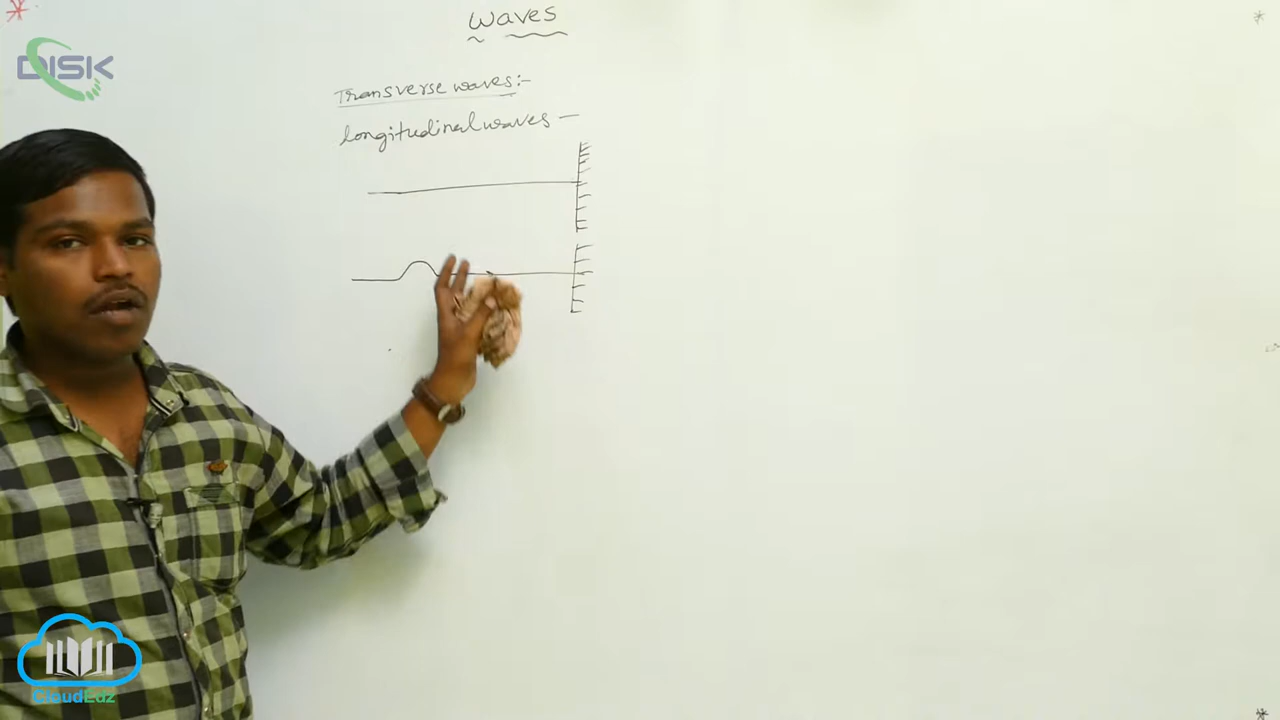 Waves
DISK
Transverse waves:-
longitudinal waves -
CloudEdz